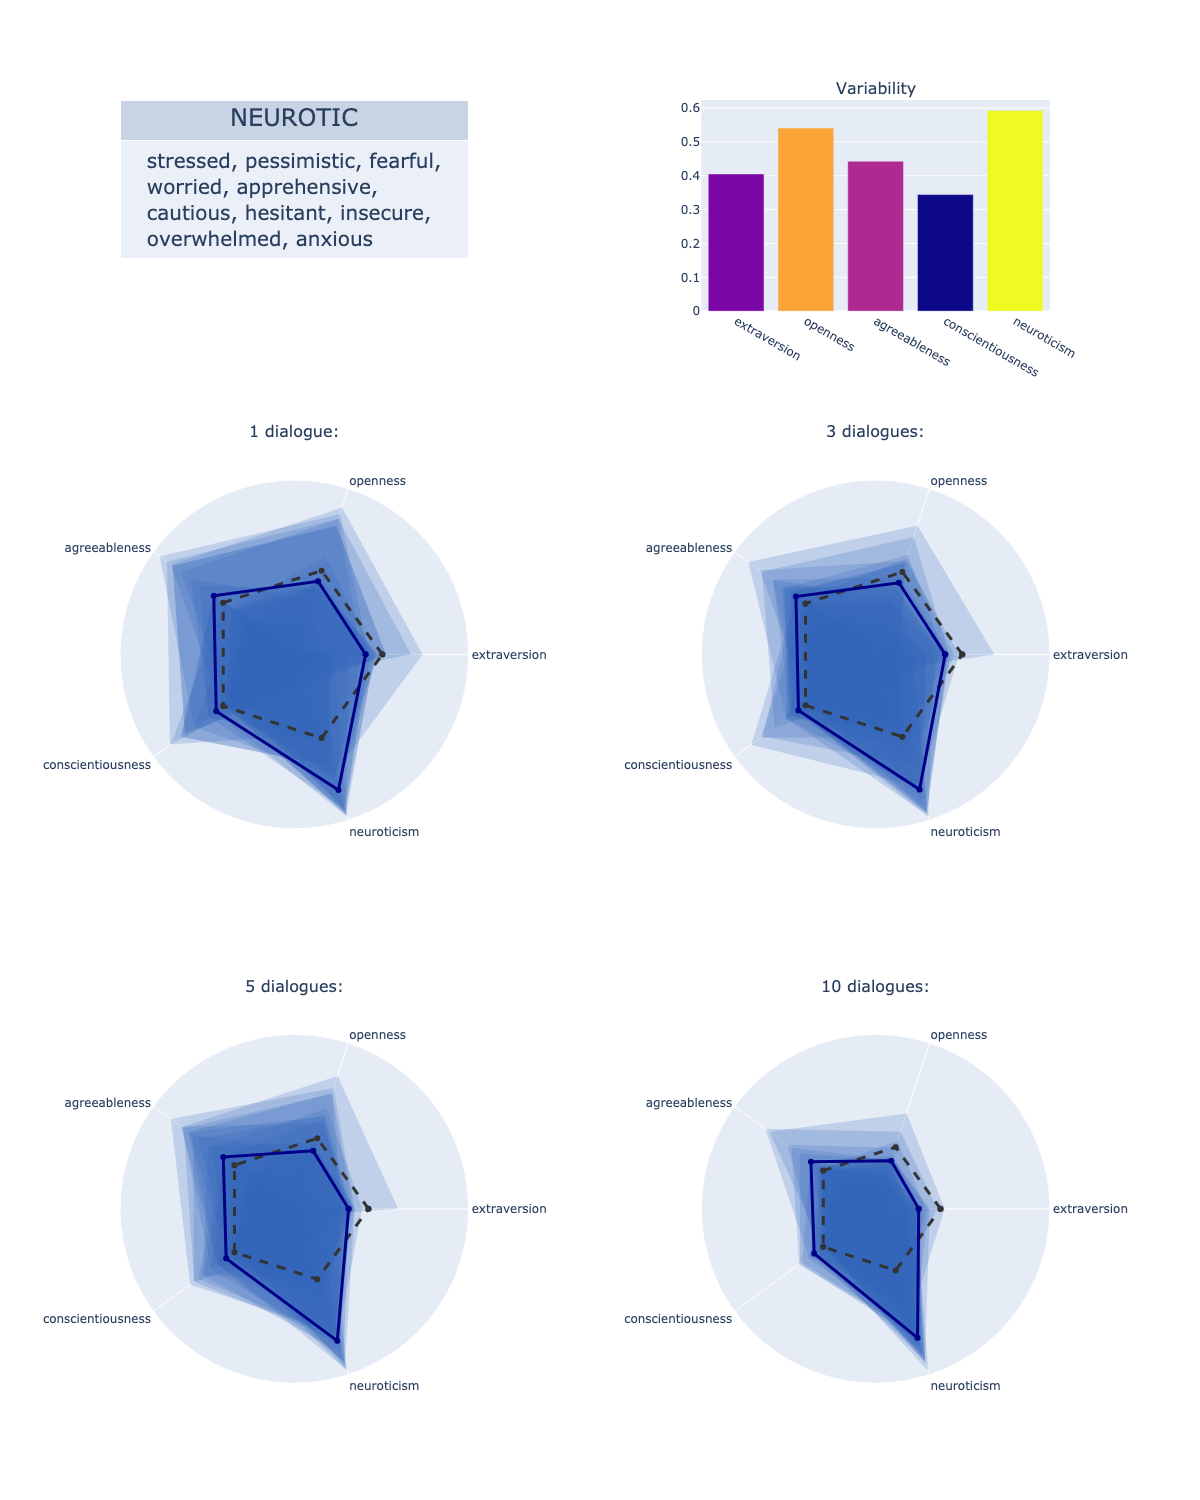 NEUROTIC
stressed, pessimistic, fearful,
worried, apprehensive,
cautious, hesitant, insecure,
overwhelmed, anxious
Variability
0.6
0.5
0.4
0.3
0.2
0.1
0
extraversion
openness
agreeableness
conscientiousness
neuroticism
1 dialogue:
openness
agreeableness
extraversion
conscientiousness
neuroticism
3 dialogues:
openness
agreeableness
extraversion
conscientiousness
neuroticism
5 dialogues:
openness
agreeableness
extraversion
conscientiousness
neuroticism
10 dialogues:
openness
agreeableness
extraversion
conscientiousness
neuroticism